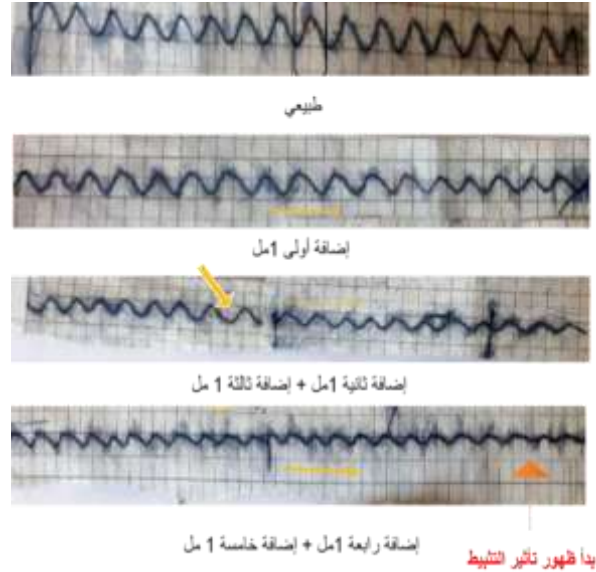 طبيعي
إضافة أولى 1مل
إضافة ثانية 1مل + إضافة ثالثة 1 مل
إضافة رابعة 1مل + إضافة خامسة 1 مل
بدأ ظهور تأثير التثبيط